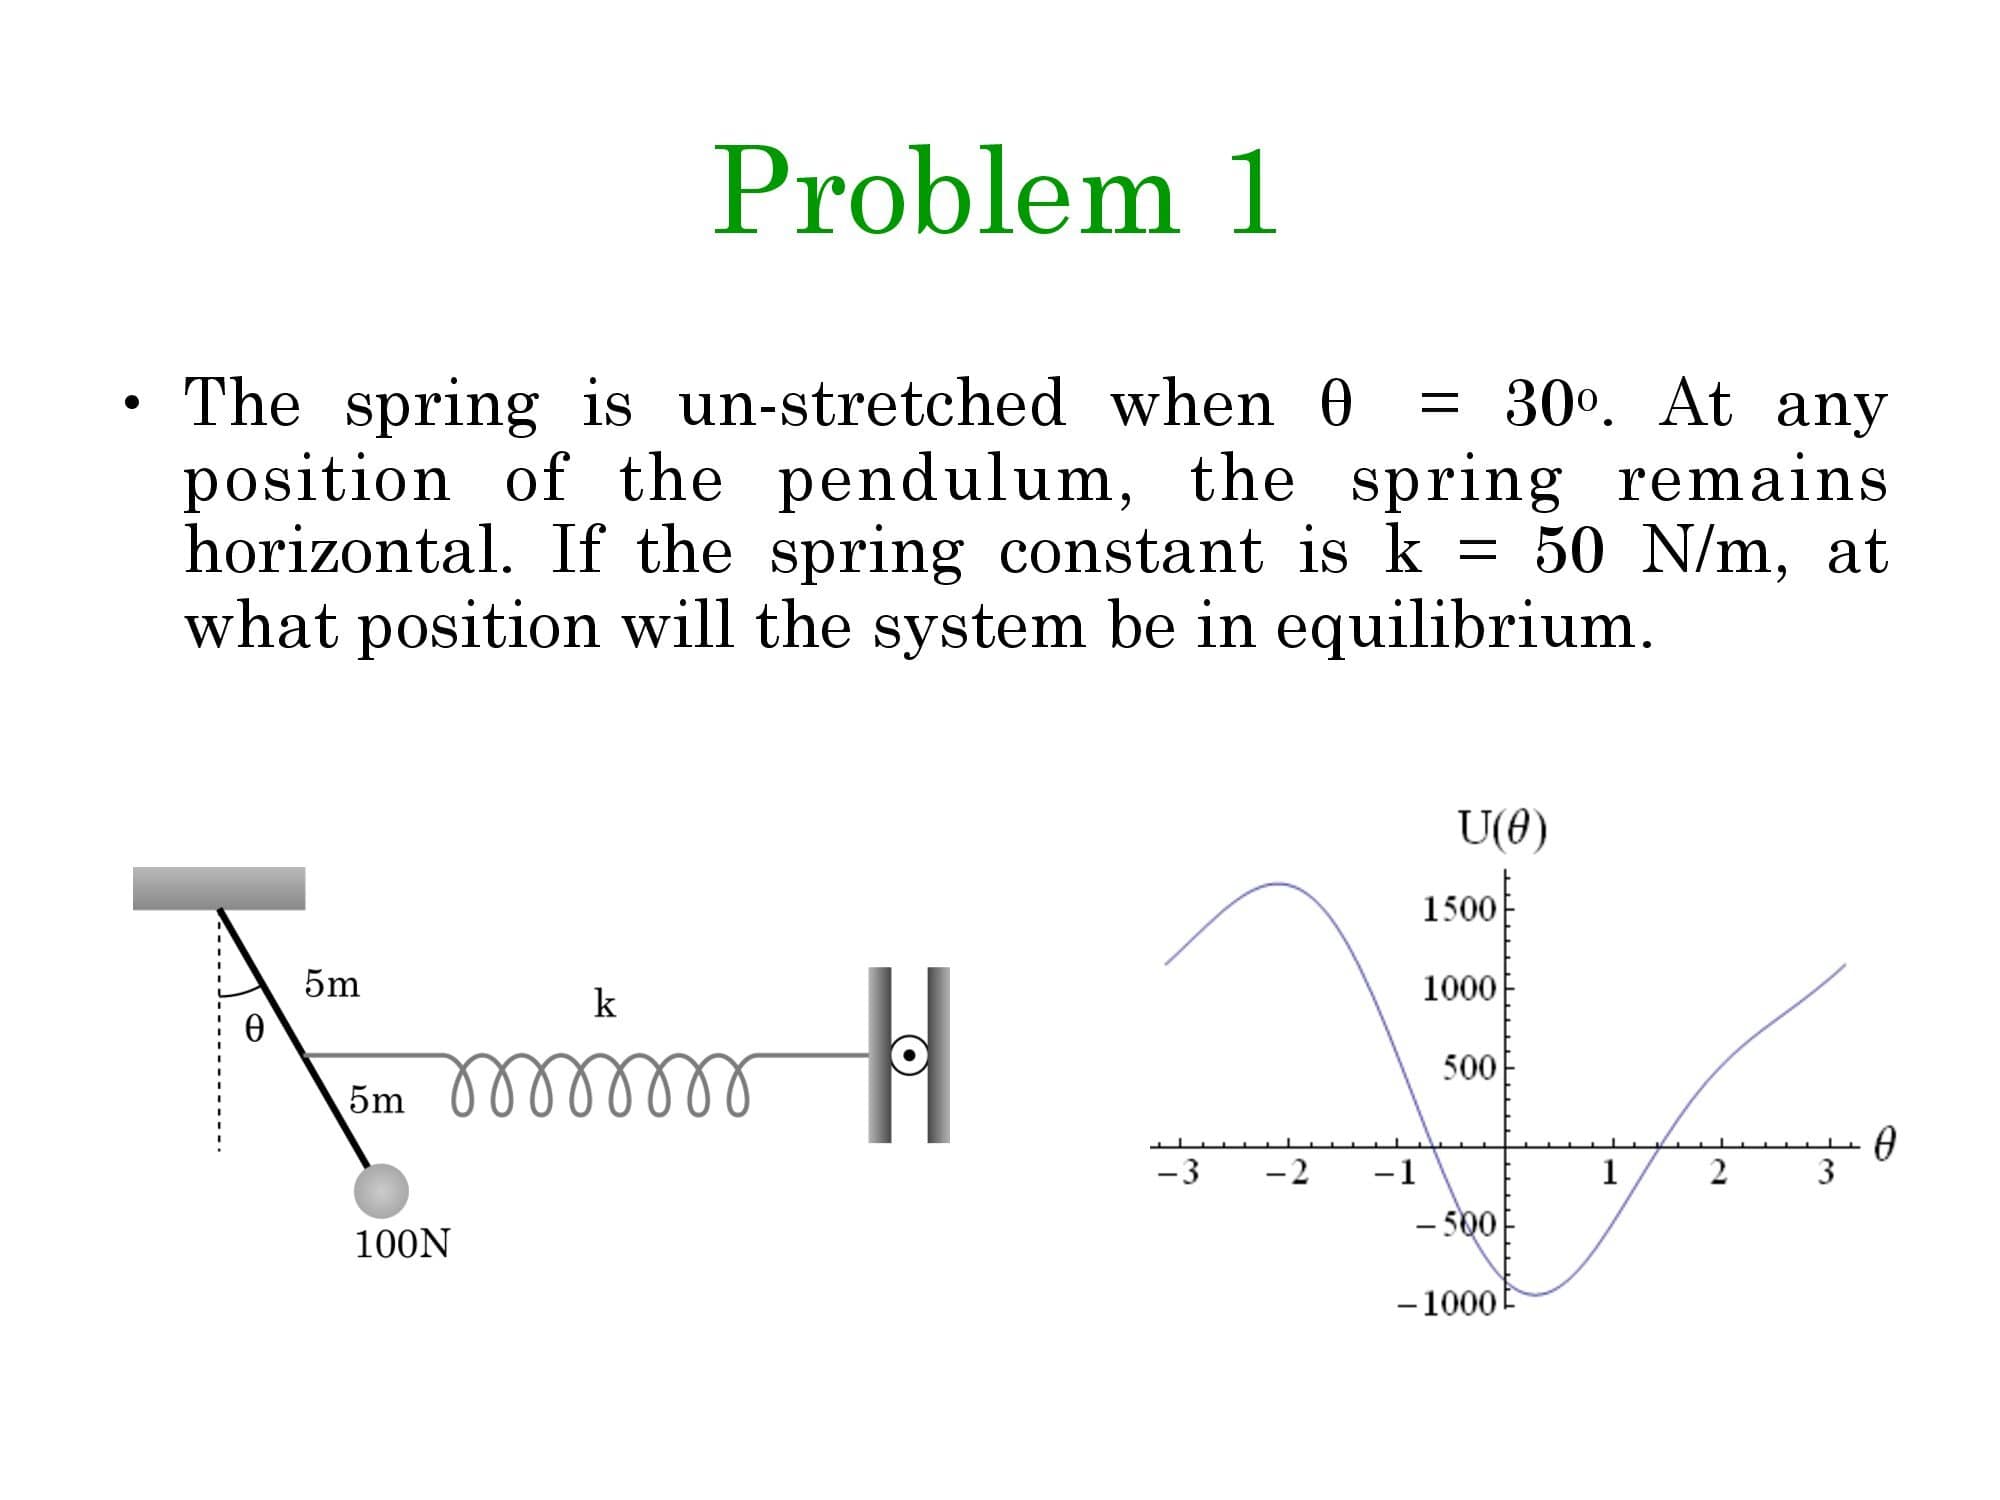 Problem 1
• The spring is un-stretched when θ = 30º. At any
position of the pendulum, the spring remains
horizontal. If the spring constant is k = 50 N/m, at
what position will the system be in equilibrium.
5m
k
θ
5m
100N
U(θ)
1500
1000
500
θ
−3 −2 −1 1 2 3
−500
−1000